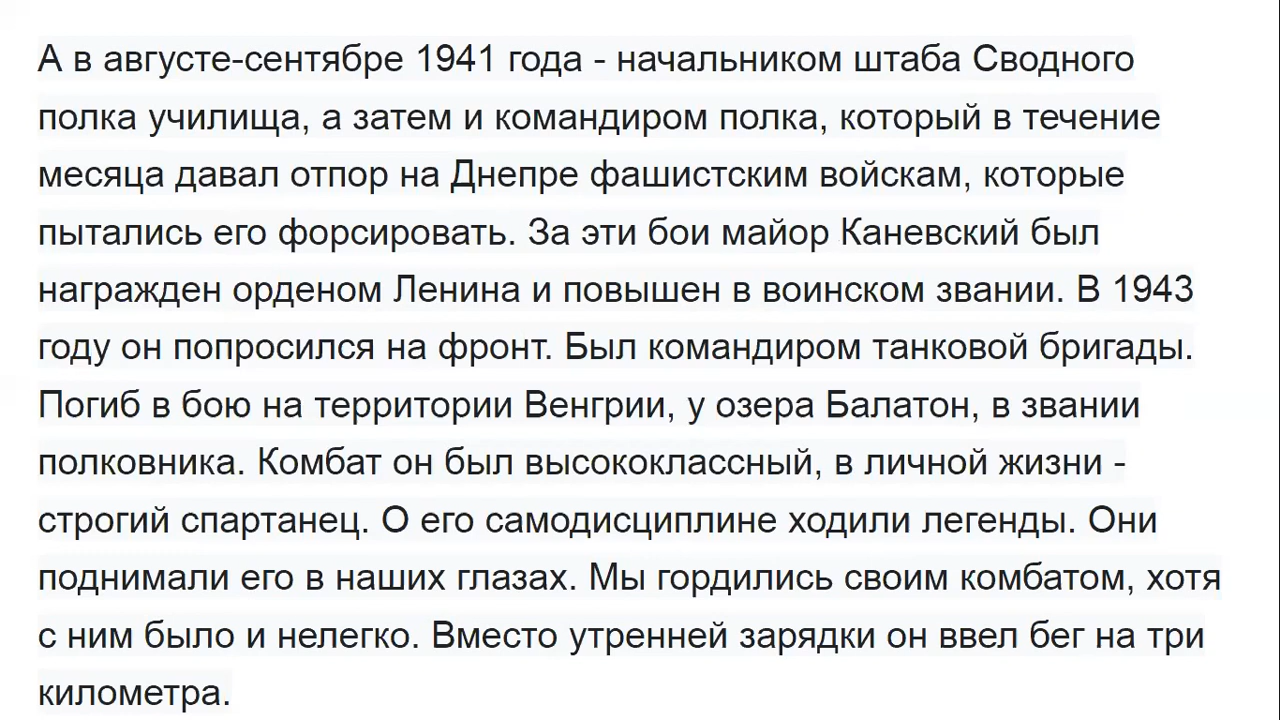 А в августе-сентябре 1941 года - начальником штаба Сводного
полка училища, а затем и командиром полка, который в течение
месяца давал отпор на Днепре фашистским войскам, которые
пытались его форсировать. За эти бои майор Каневский был
награжден орденом Ленина и повышен в воинском звании. В 1943
году он попросился на фронт. Был командиром танковой бригады.
Погиб в бою на территории Венгрии, у озера Балатон, в звании
полковника. Комбат он был высококлассный, в личной жизни -
строгий спартанец. О его самодисциплине ходили легенды. Они
поднимали его в наших глазах. Мы гордились своим комбатом, хотя
с ним было и нелегко. Вместо утренней зарядки он ввел бег на три
километра.